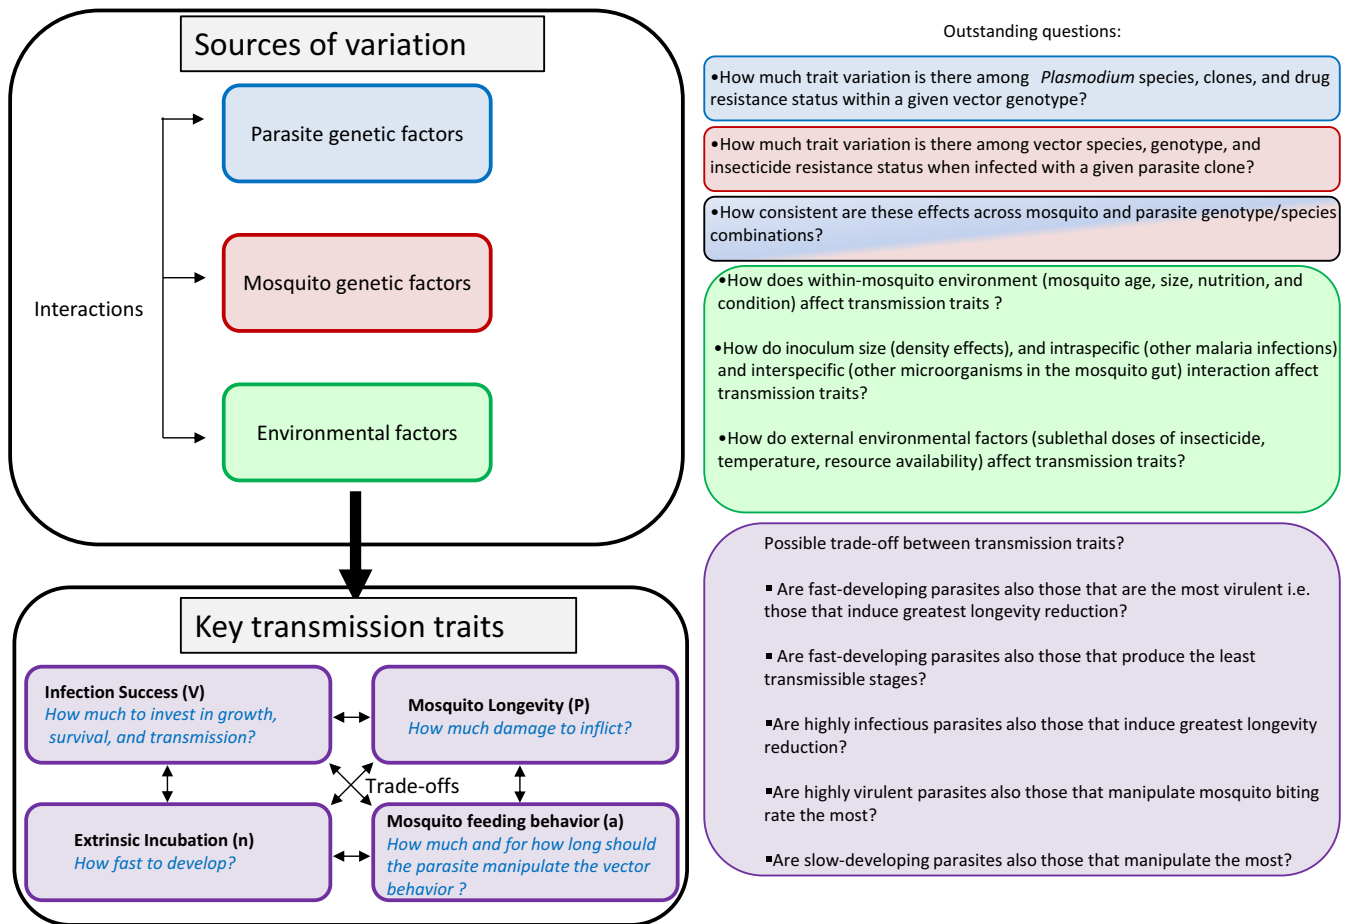 Sources of variation
Parasite genetic factors
Mosquito genetic factors
Interactions
Environmental factors
Key transmission traits
Infection Success (V)
How much to invest in growth,
survival, and transmission?
Mosquito Longevity (P)
How much damage to inflict?
Trade-offs
Extrinsic Incubation (n)
How fast to develop?
Mosquito feeding behavior (a)
How much and for how long should
the parasite manipulate the vector
behavior ?
Outstanding questions:
•How much trait variation is there among Plasmodium species, clones, and drug
resistance status within a given vector genotype?
•How much trait variation is there among vector species, genotype, and
insecticide resistance status when infected with a given parasite clone?
•How consistent are these effects across mosquito and parasite genotype/species
combinations?
•How does within-mosquito environment (mosquito age, size, nutrition, and
condition) affect transmission traits ?
•How do inoculum size (density effects), and intraspecific (other malaria infections)
and interspecific (other microorganisms in the mosquito gut) interaction affect
transmission traits?
•How do external environmental factors (sublethal doses of insecticide,
temperature, resource availability) affect transmission traits?
Possible trade-off between transmission traits?
▪ Are fast-developing parasites also those that are the most virulent i.e.
those that induce greatest longevity reduction?
▪ Are fast-developing parasites also those that produce the least
transmissible stages?
▪Are highly infectious parasites also those that induce greatest longevity
reduction?
▪Are highly virulent parasites also those that manipulate mosquito biting
rate the most?
▪Are slow-developing parasites also those that manipulate the most?